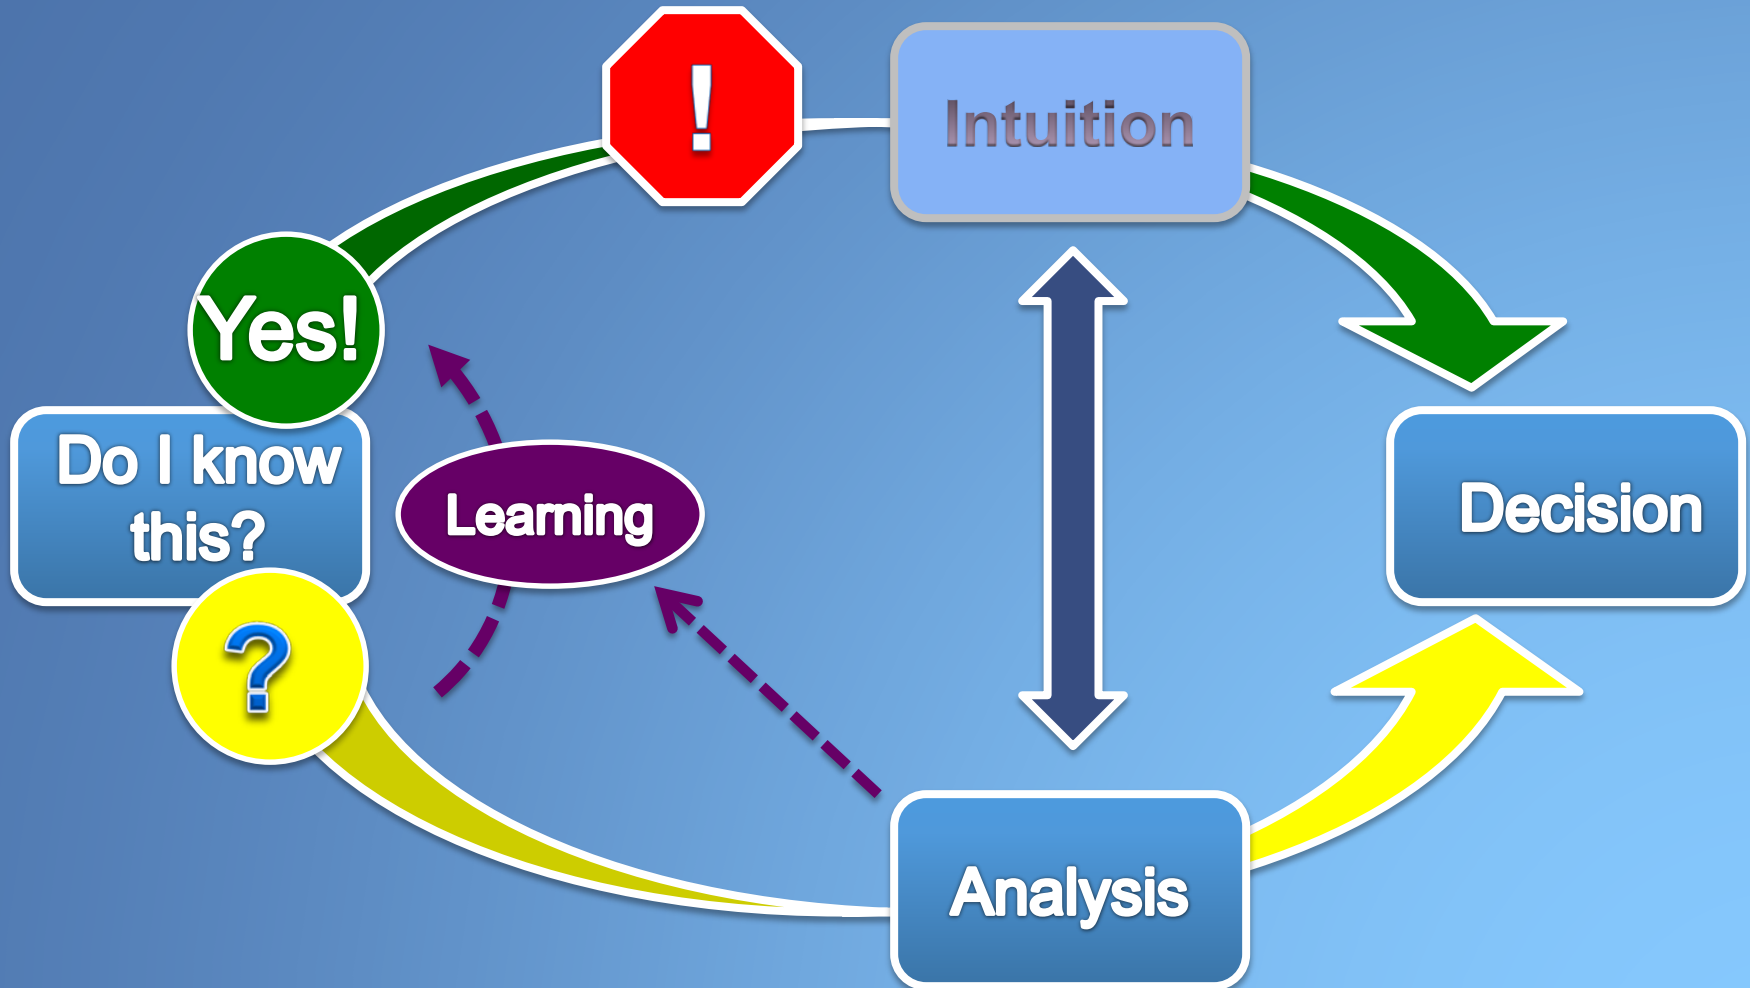 !
Intuition
Yes!
Do I know
this?
Learning
Decision
?
Analysis